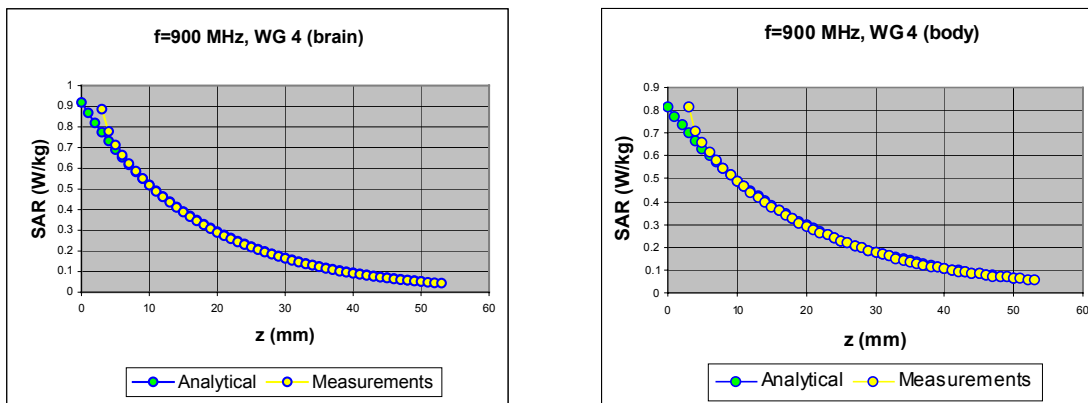 f=900 MHz, WG 4 (brain)
SAR (W/kg)
1
0.9
0.8
0.7
0.6
0.5
0.4
0.3
0.2
0.1
0
0 10 20 30 40 50 60
z (mm)
Analytical Measurements
f=900 MHz, WG 4 (body)
SAR (W/kg)
0.9
0.8
0.7
0.6
0.5
0.4
0.3
0.2
0.1
0
0 10 20 30 40 50 60
z (mm)
Analytical Measurements